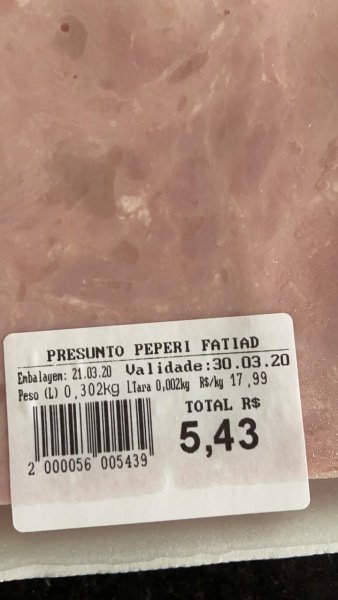 PRESUNTO PEPERI FATIAD
Embalagem: 21.03.20 Validade:30.03.20
Peso (L) 0,302kg LTara 0,002kg R$/kg 17,99
TOTAL R$
5,43
2 000056 005439